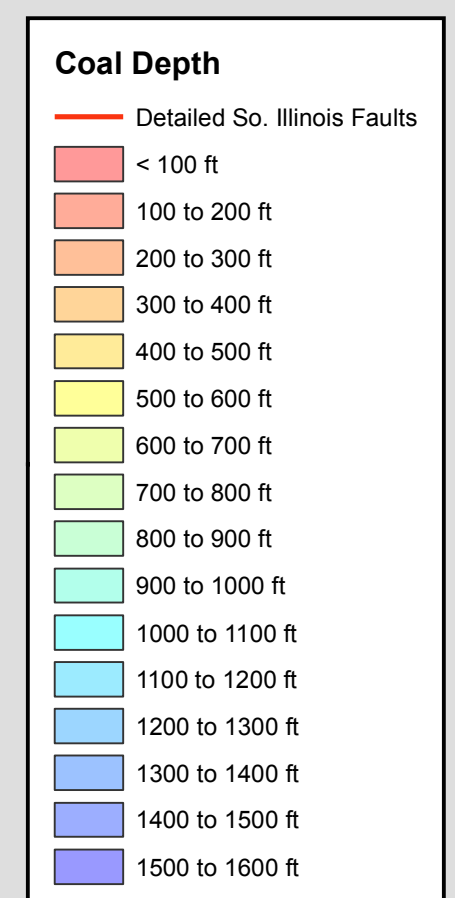 Coal Depth
Detailed So. Illinois Faults
< 100 ft
100 to 200 ft
200 to 300 ft
300 to 400 ft
400 to 500 ft
500 to 600 ft
600 to 700 ft
700 to 800 ft
800 to 900 ft
900 to 1000 ft
1000 to 1100 ft
1100 to 1200 ft
1200 to 1300 ft
1300 to 1400 ft
1400 to 1500 ft
1500 to 1600 ft